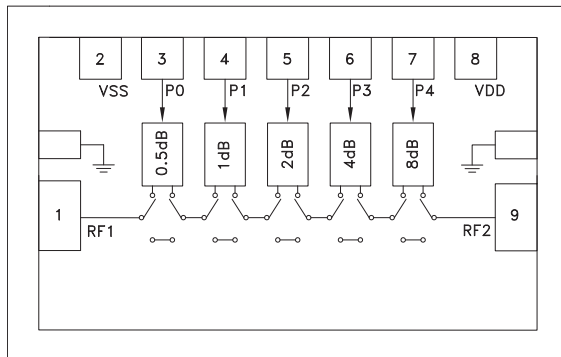 2 3 4 5 6 7 8
VSS P0 P1 P2 P3 P4 VDD
0.5dB 1dB 2dB 4dB 8dB
1 9
RF1 RF2